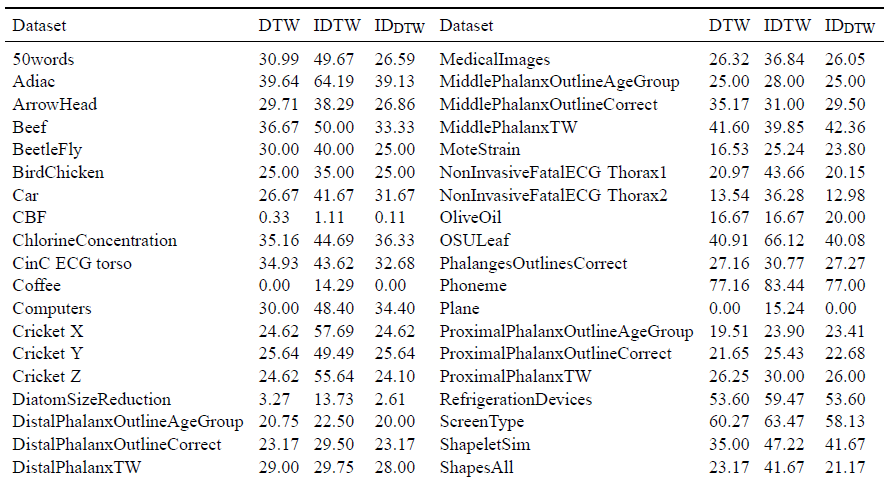 Dataset DTW IDTW IDDTW Dataset DTW IDTW IDDTW
50words 30.99 49.67 26.59 MedicalImages 26.32 36.84 26.05
Adiac 39.64 64.19 39.13 MiddlePhalanxOutlineAgeGroup 25.00 28.00 25.00
ArrowHead 29.71 38.29 26.86 MiddlePhalanxOutlineCorrect 35.17 31.00 29.50
Beef 36.67 50.00 33.33 MiddlePhalanxTW 41.60 39.85 42.36
BeetleFly 30.00 40.00 25.00 MoteStrain 16.53 25.24 23.80
BirdChicken 25.00 35.00 25.00 NonInvasiveFatalECG Thorax1 20.97 43.66 20.15
Car 26.67 41.67 31.67 NonInvasiveFatalECG Thorax2 13.54 36.28 12.98
CBF 0.33 1.11 0.11 OliveOil 16.67 16.67 20.00
ChlorineConcentration 35.16 44.69 36.33 OSULeaf 40.91 66.12 40.08
CinC ECG torso 34.93 43.62 32.68 PhalangesOutlinesCorrect 27.16 30.77 27.27
Coffee 0.00 14.29 0.00 Phoneme 77.16 83.44 77.00
Computers 30.00 48.40 34.40 Plane 0.00 15.24 0.00
Cricket X 24.62 57.69 24.62 ProximalPhalanxOutlineAgeGroup 19.51 23.90 23.41
Cricket Y 25.64 49.49 25.64 ProximalPhalanxOutlineCorrect 21.65 25.43 22.68
Cricket Z 24.62 55.64 24.10 ProximalPhalanxTW 26.25 30.00 26.00
DiatomSizeReduction 3.27 13.73 2.61 RefrigerationDevices 53.60 59.47 53.60
DistalPhalanxOutlineAgeGroup 20.75 22.50 20.00 ScreenType 60.27 63.47 58.13
DistalPhalanxOutlineCorrect 23.17 29.50 23.17 ShapeletSim 35.00 47.22 41.67
DistalPhalanxTW 29.00 29.75 28.00 ShapesAll 23.17 41.67 21.17